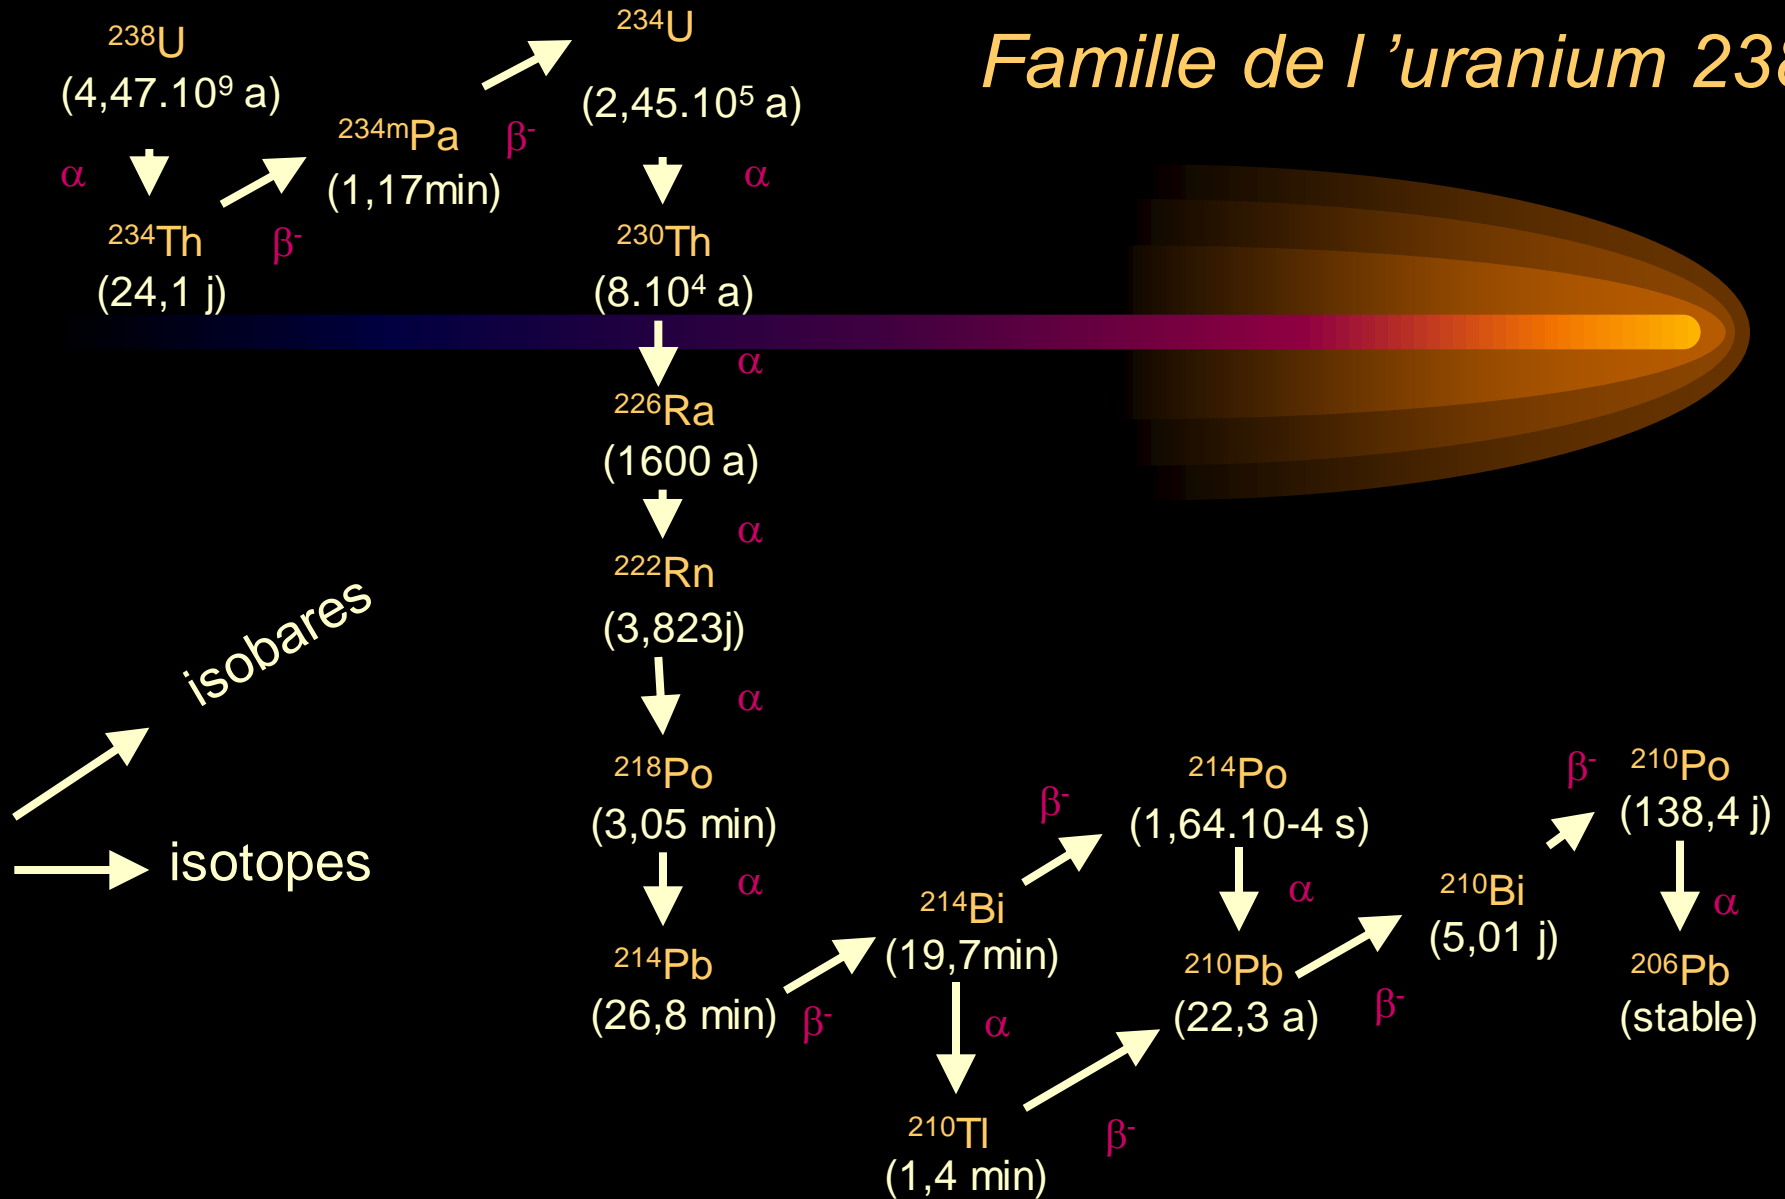 Famille de l ’uranium 238
²³⁸U
(4,47.10⁹ a)
α
²³⁴Th
(24,1 j)
β⁻
²³⁴ᵐPa
(1,17min)
β⁻
²³⁴U
(2,45.10⁵ a)
α
²³⁰Th
(8.10⁴ a)
α
²²⁶Ra
(1600 a)
α
²²²Rn
(3,823j)
α
²¹⁸Po
(3,05 min)
α
²¹⁴Pb
(26,8 min)
β⁻
²¹⁴Bi
(19,7min)
β⁻
α
²¹⁴Po
(1,64.10-4 s)
α
²¹⁰Tl
(1,4 min)
β⁻
²¹⁰Pb
(22,3 a)
β⁻
²¹⁰Bi
(5,01 j)
β⁻
²¹⁰Po
(138,4 j)
α
²⁰⁶Pb
(stable)
isobares
isotopes